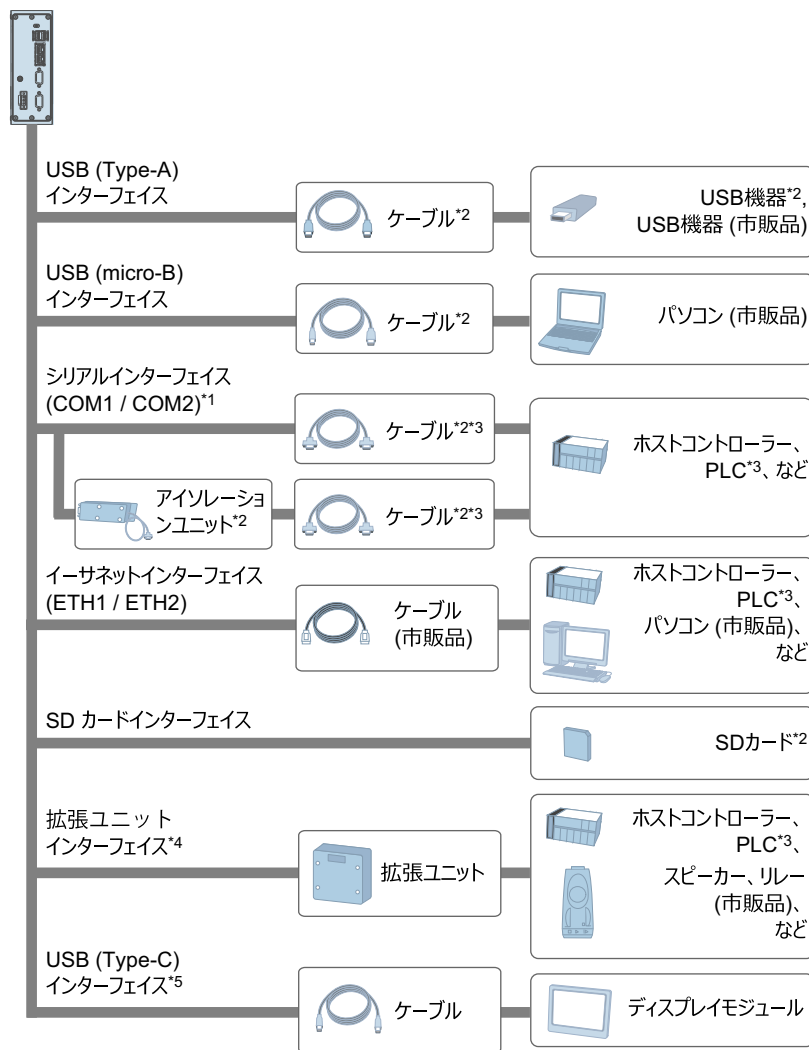 USB (Type-A)
インターフェイス
ケーブル*2
USB機器*2,
USB機器 (市販品)
USB (micro-B)
インターフェイス
ケーブル*2
パソコン (市販品)
シリアルインターフェイス
(COM1 / COM2)*1
ケーブル*2*3
ホストコントローラー、
PLC*3、など
アイソレーショ
ンユニット*2
ケーブル*2*3
イーサネットインターフェイス
(ETH1 / ETH2)
ケーブル
(市販品)
ホストコントローラー、
PLC*3、
パソコン (市販品)、
など
SD カードインターフェイス
SDカード*2
拡張ユニット
インターフェイス*4
拡張ユニット
ホストコントローラー、
PLC*3、
スピーカー、リレー
(市販品)、
など
USB (Type-C)
インターフェイス*5
ケーブル
ディスプレイモジュール